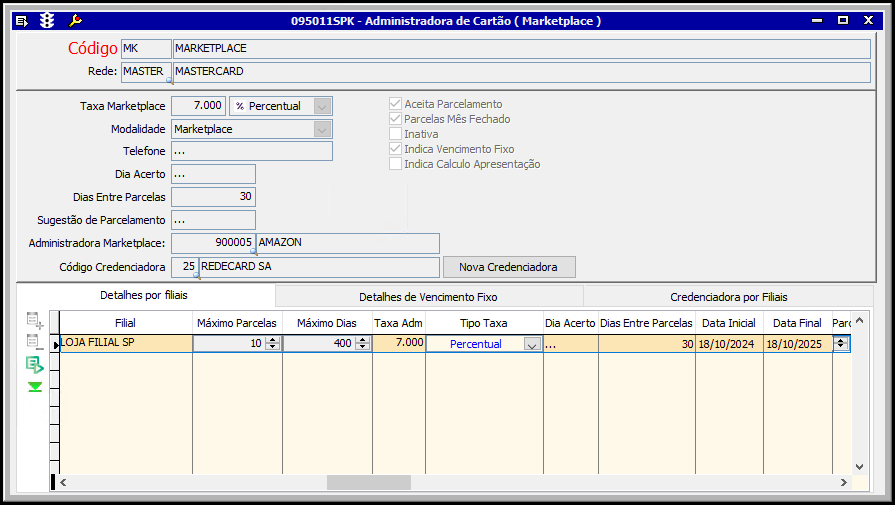 095011SPK - Administradora de Cartão ( Marketplace )
Código MK MARKETPLACE
Rede: MASTER MASTERCARD
Taxa Marketplace 7.000 % Percentual
Modalidade Marketplace
Telefone ...
Dia Acerto ...
Dias Entre Parcelas 30
Sugestão de Parcelamento ...
Administradora Marketplace: 900005 AMAZON
Código Credenciadora 25 REDECARD SA Nova Credenciadora
Aceita Parcelamento
Parcelas Mês Fechado
Inativa
Indica Vencimento Fixo
Indica Calculo Apresentação
Detalhes por filiais Detalhes de Vencimento Fixo Credenciadora por Filiais
Filial Máximo Parcelas Máximo Dias Taxa Adm Tipo Taxa Dia Acerto Dias Entre Parcelas Data Inicial Data Final Parc
LOJA FILIAL SP 10 400 7.000 Percentual ... 30 18/10/2024 18/10/2025